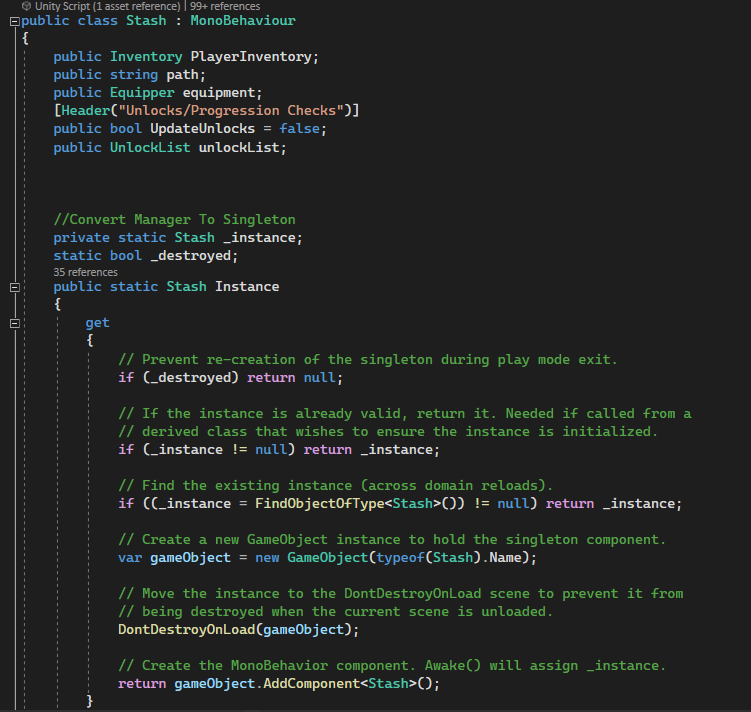 Unity Script (1 asset reference) | 99+ references
public class Stash : MonoBehaviour
{
public Inventory PlayerInventory;
public string path;
public Equipper equipment;
[Header("Unlocks/Progression Checks")]
public bool UpdateUnlocks = false;
public UnlockList unlockList;
//Convert Manager To Singleton
private static Stash _instance;
static bool _destroyed;
35 references
public static Stash Instance
{
get
{
// Prevent re-creation of the singleton during play mode exit.
if (_destroyed) return null;
// If the instance is already valid, return it. Needed if called from a
// derived class that wishes to ensure the instance is initialized.
if (_instance != null) return _instance;
// Find the existing instance (across domain reloads).
if ((_instance = FindObjectOfType<Stash>()) != null) return _instance;
// Create a new GameObject instance to hold the singleton component.
var gameObject = new GameObject(typeof(Stash).Name);
// Move the instance to the DontDestroyOnLoad scene to prevent it from
// being destroyed when the current scene is unloaded.
DontDestroyOnLoad(gameObject);
// Create the MonoBehavior component. Awake() will assign _instance.
return gameObject.AddComponent<Stash>();
}